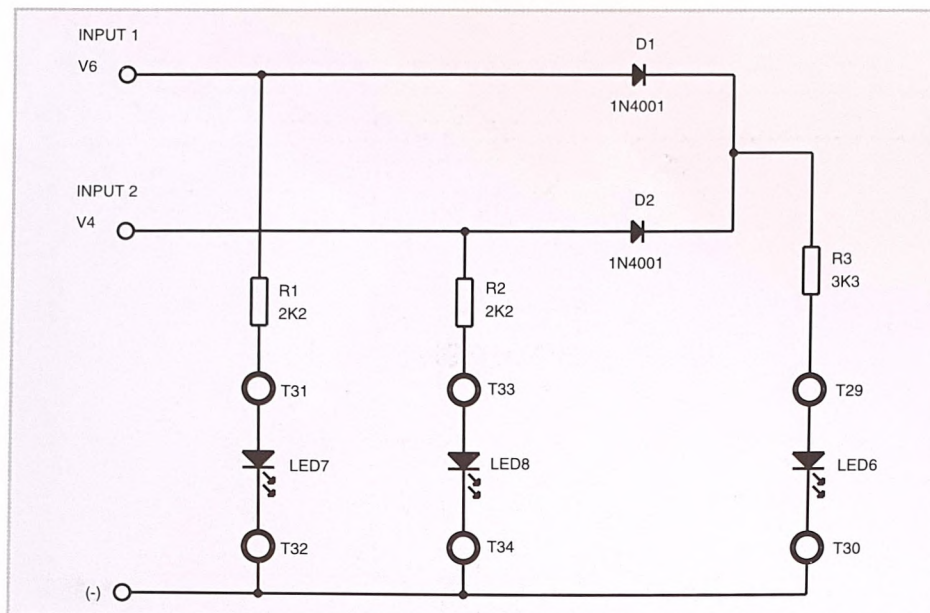 INPUT 1
V6
D1
1N4001
INPUT 2
V4
D2
1N4001
R1
2K2
R2
2K2
R3
3K3
T31
T33
T29
LED7
LED8
LED6
T32
T34
T30
(-)